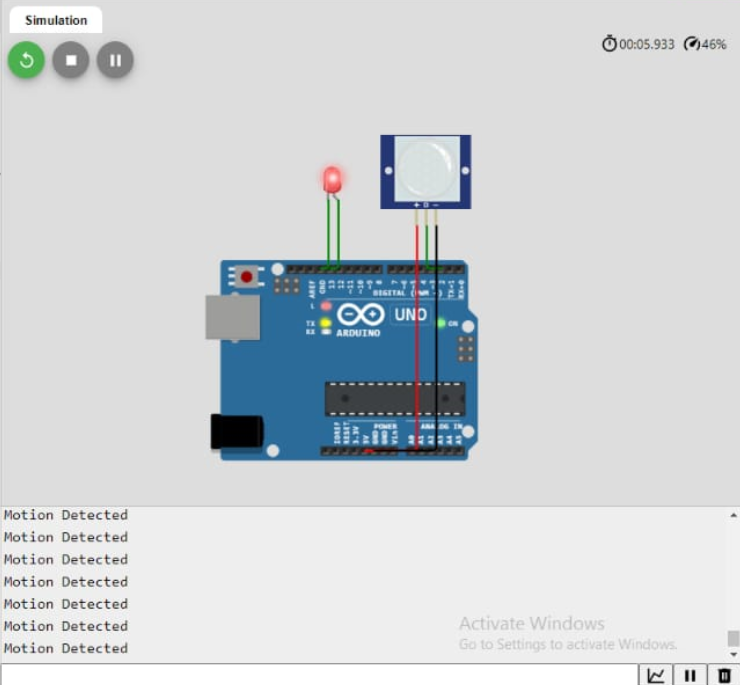 Simulation
00:05.933 46%
+ D -
AREF
GND
13
12
~11
~10
~9
8
7
~6
~5
4
~3
2
TX→1
RX←0
DIGITAL (PWM ~)
L
UNO
TX
RX
ON
ARDUINO
IOREF
RESET
3.3V
5V
GND
GND
Vin
POWER
ANALOG IN
A0
A1
A2
A3
A4
A5
Motion Detected
Motion Detected
Motion Detected
Motion Detected
Motion Detected
Motion Detected
Motion Detected
Activate Windows
Go to Settings to activate Windows.